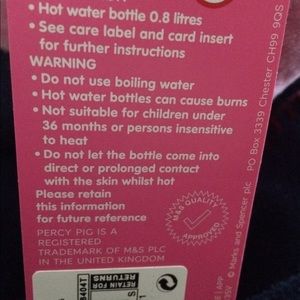 • Hot water bottle 0.8 litres
• See care label and card insert
for further instructions
WARNING
• Do not use boiling water
• Hot water bottles can cause burns
• Not suitable for children under
36 months or persons insensitive
to heat
• Do not let the bottle come into
direct or prolonged contact
with the skin whilst hot
Please retain
this information
for future reference
PERCY PIG IS A
REGISTERED
TRADEMARK OF M&S PLC
IN THE UNITED KINGDOM
M&S QUALITY
RETAIN FOR
RETURNS
PO Box 3339 Chester CH99 9QS
© Marks and Spencer plc